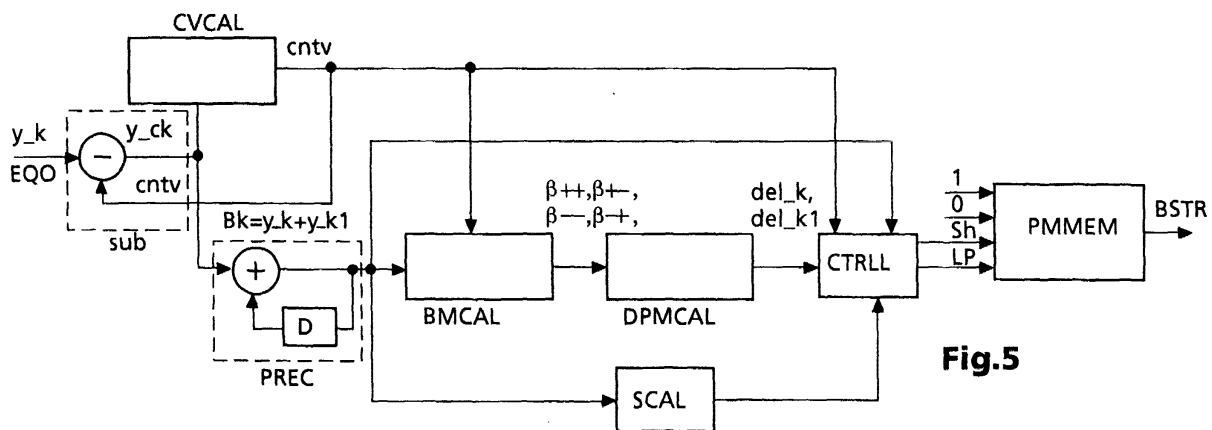 CVCAL
cntv
y_k
y_ck
−
EQO
cntv
sub
Bk=y_k+y_k1
+
D
PREC
BMCAL
β++,β+−,
β−−,β−+,
DPMCAL
del_k,
del_k1
CTRLL
SCAL
1
0
Sh
LP
PMMEM
BSTR
Fig.5